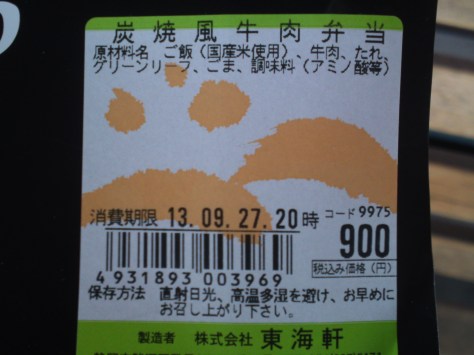 炭焼風牛肉弁当
原材料名、ご飯（国産米使用）、牛肉、たれ、
グリーンリーフ、ごま、調味料（アミノ酸等）
消費期限 13.09.27.20時 コード9975
900
税込み価格（円）
4931893 003969
保存方法 直射日光、高温多湿を避け、お早めに
お召し上がり下さい。
製造者 株式会社 東海軒